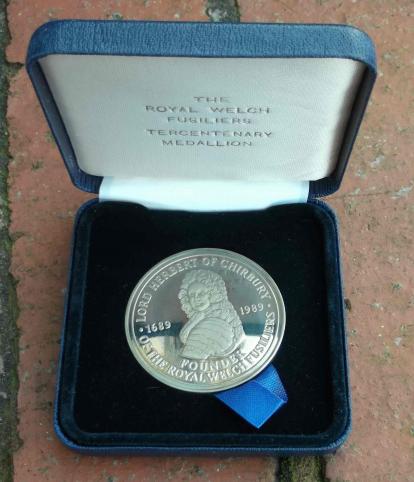 THE
ROYAL WELCH
FUSILIERS
TERCENTENARY
MEDALLION
LORD HERBERT OF CHIRBURY
· 1689
1989 ·
FOUNDER
OF THE ROYAL WELCH FUSILIERS